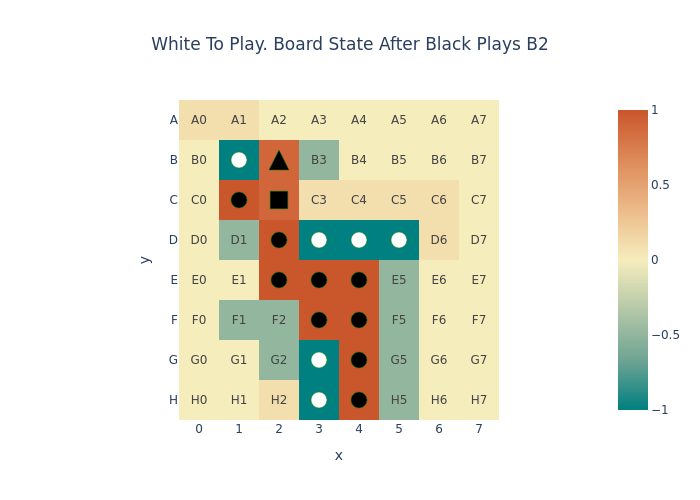 White To Play. Board State After Black Plays B2
A A0 A1 A2 A3 A4 A5 A6 A7
B B0 B3 B4 B5 B6 B7
C C0 C3 C4 C5 C6 C7
D D0 D1 D6 D7
E E0 E1 E5 E6 E7
F F0 F1 F2 F5 F6 F7
G G0 G1 G2 G5 G6 G7
H H0 H1 H2 H5 H6 H7
0 1 2 3 4 5 6 7
x
y
1
0.5
0
−0.5
−1